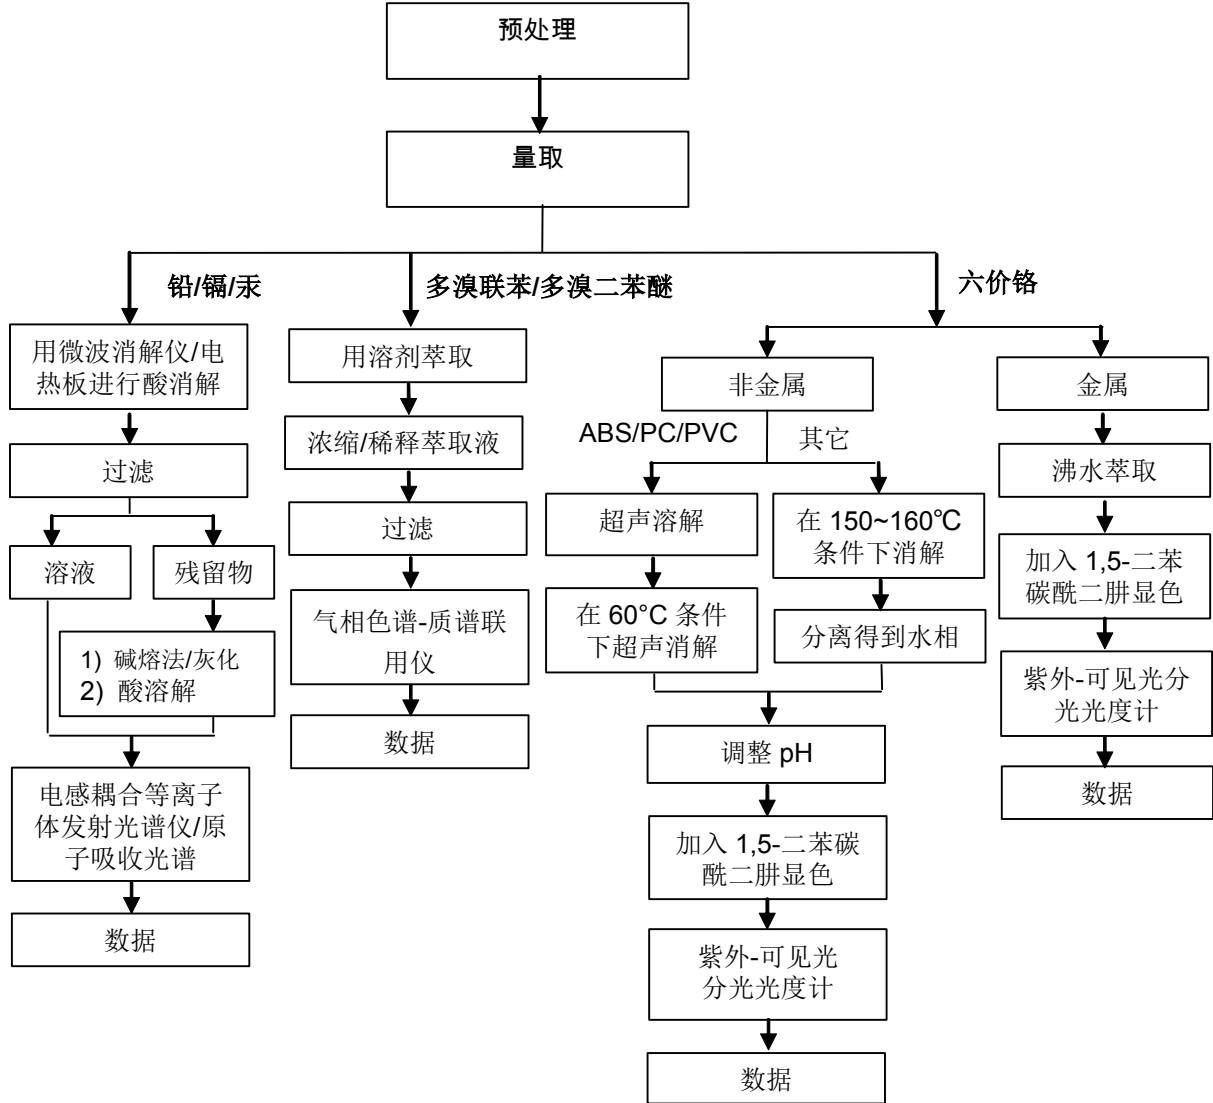 预处理
量取
铅/镉/汞
多溴联苯/多溴二苯醚
六价铬
用微波消解仪/电
热板进行酸消解
过滤
溶液
残留物
1) 碱熔法/灰化
2) 酸溶解
电感耦合等离子
体发射光谱仪/原
子吸收光谱
数据
用溶剂萃取
浓缩/稀释萃取液
过滤
气相色谱-质谱联
用仪
数据
非金属
ABS/PC/PVC
其它
超声溶解
在 60°C 条件
下超声消解
在 150~160℃
条件下消解
分离得到水相
调整 pH
加入 1,5-二苯碳
酰二肼显色
紫外-可见光
分光光度计
数据
金属
沸水萃取
加入 1,5-二苯
碳酰二肼显色
紫外-可见光分
光光度计
数据